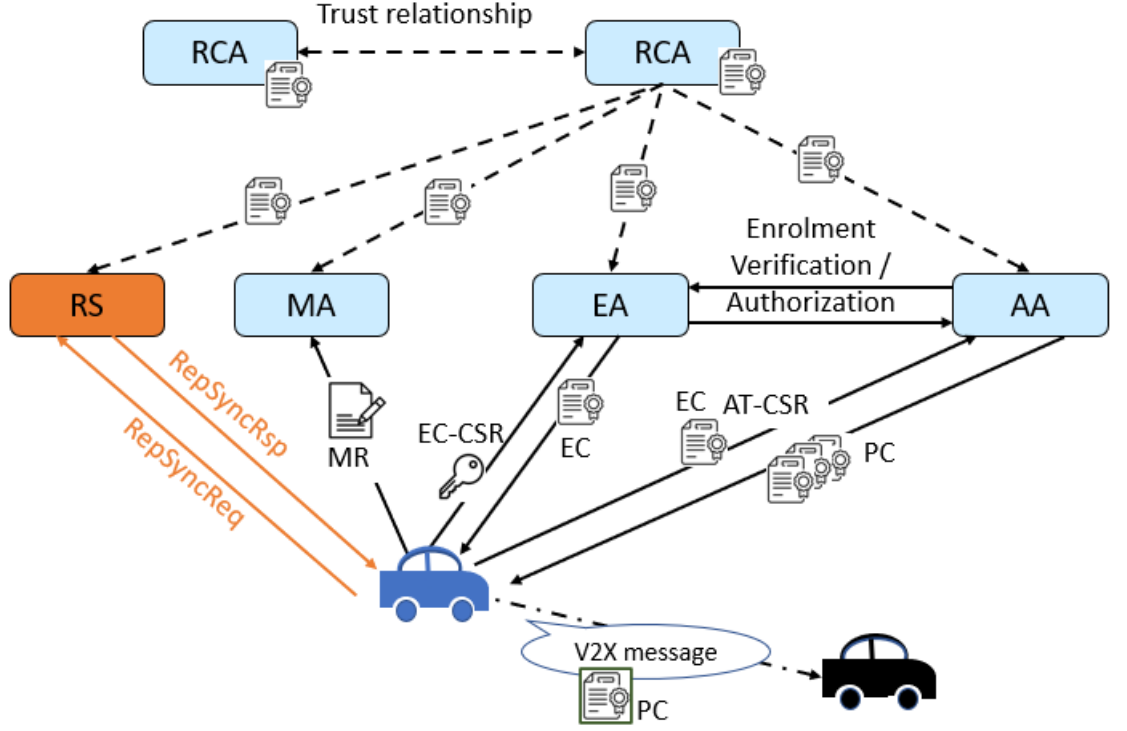 Trust relationship
RCA
RCA
Enrolment
Verification /
Authorization
RS
MA
EA
AA
RepSyncRsp
RepSyncReq
MR
EC-CSR
EC
EC
AT-CSR
PC
V2X message
PC